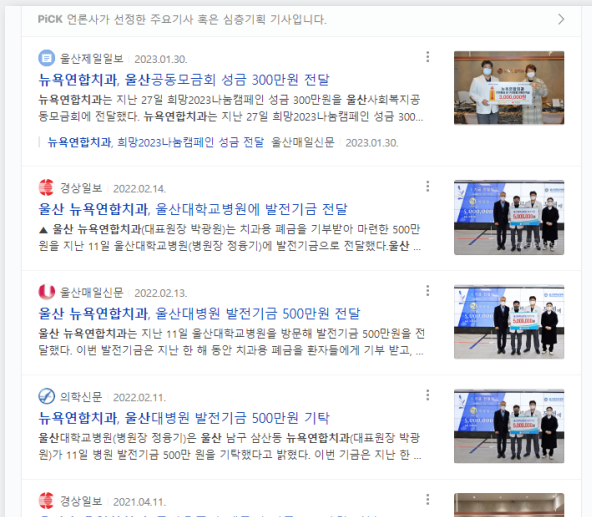 PiCK 언론사가 선정한 주요기사 혹은 심층기획 기사입니다.
울산제일일보 2023.01.30.
뉴욕연합치과, 울산공동모금회 성금 300만원 전달
뉴욕연합치과는 지난 27일 희망2023나눔캠페인 성금 300만원을 울산사회복지공
동모금회에 전달했다. 뉴욕연합치과는 지난 27일 희망2023나눔캠페인 성금 300...
뉴욕연합치과, 희망2023나눔캠페인 성금 전달 울산매일신문 2023.01.30.
경상일보 2022.02.14.
울산 뉴욕연합치과, 울산대학교병원에 발전기금 전달
▲ 울산 뉴욕연합치과(대표원장 박광원)는 치과용 폐금을 기부받아 마련한 500만
원을 지난 11일 울산대학교병원(병원장 정융기)에 발전기금으로 전달했다.울산 ...
울산매일신문 2022.02.13.
울산 뉴욕연합치과, 울산대병원 발전기금 500만원 전달
울산 뉴욕연합치과는 지난 11일 울산대학교병원을 방문해 발전기금 500만원을 전
달했다. 이번 발전기금은 지난 한 해 동안 치과용 폐금을 환자들에게 기부 받고, ...
의학신문 2022.02.11.
뉴욕연합치과, 울산대병원 발전기금 500만원 기탁
울산대학교병원(병원장 정융기)은 울산 남구 삼산동 뉴욕연합치과(대표원장 박광
원)가 11일 병원 발전기금 500만 원을 기탁했다고 밝혔다. 이번 기금은 지난 한 ...
경상일보 2021.04.11.